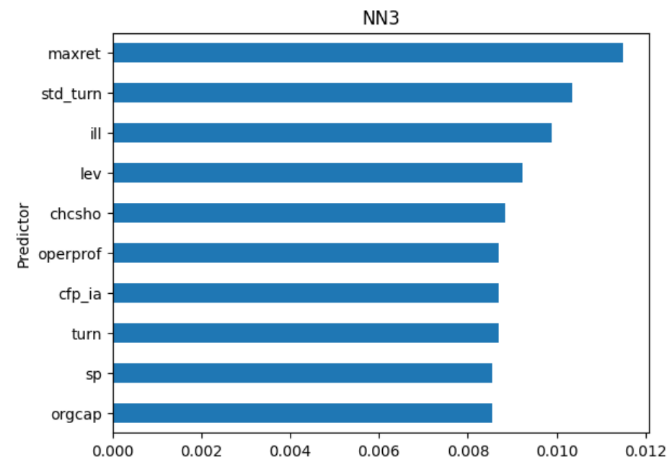 NN3
Predictor
maxret
std_turn
ill
lev
chcsho
operprof
cfp_ia
turn
sp
orgcap
0.000 0.002 0.004 0.006 0.008 0.010 0.012